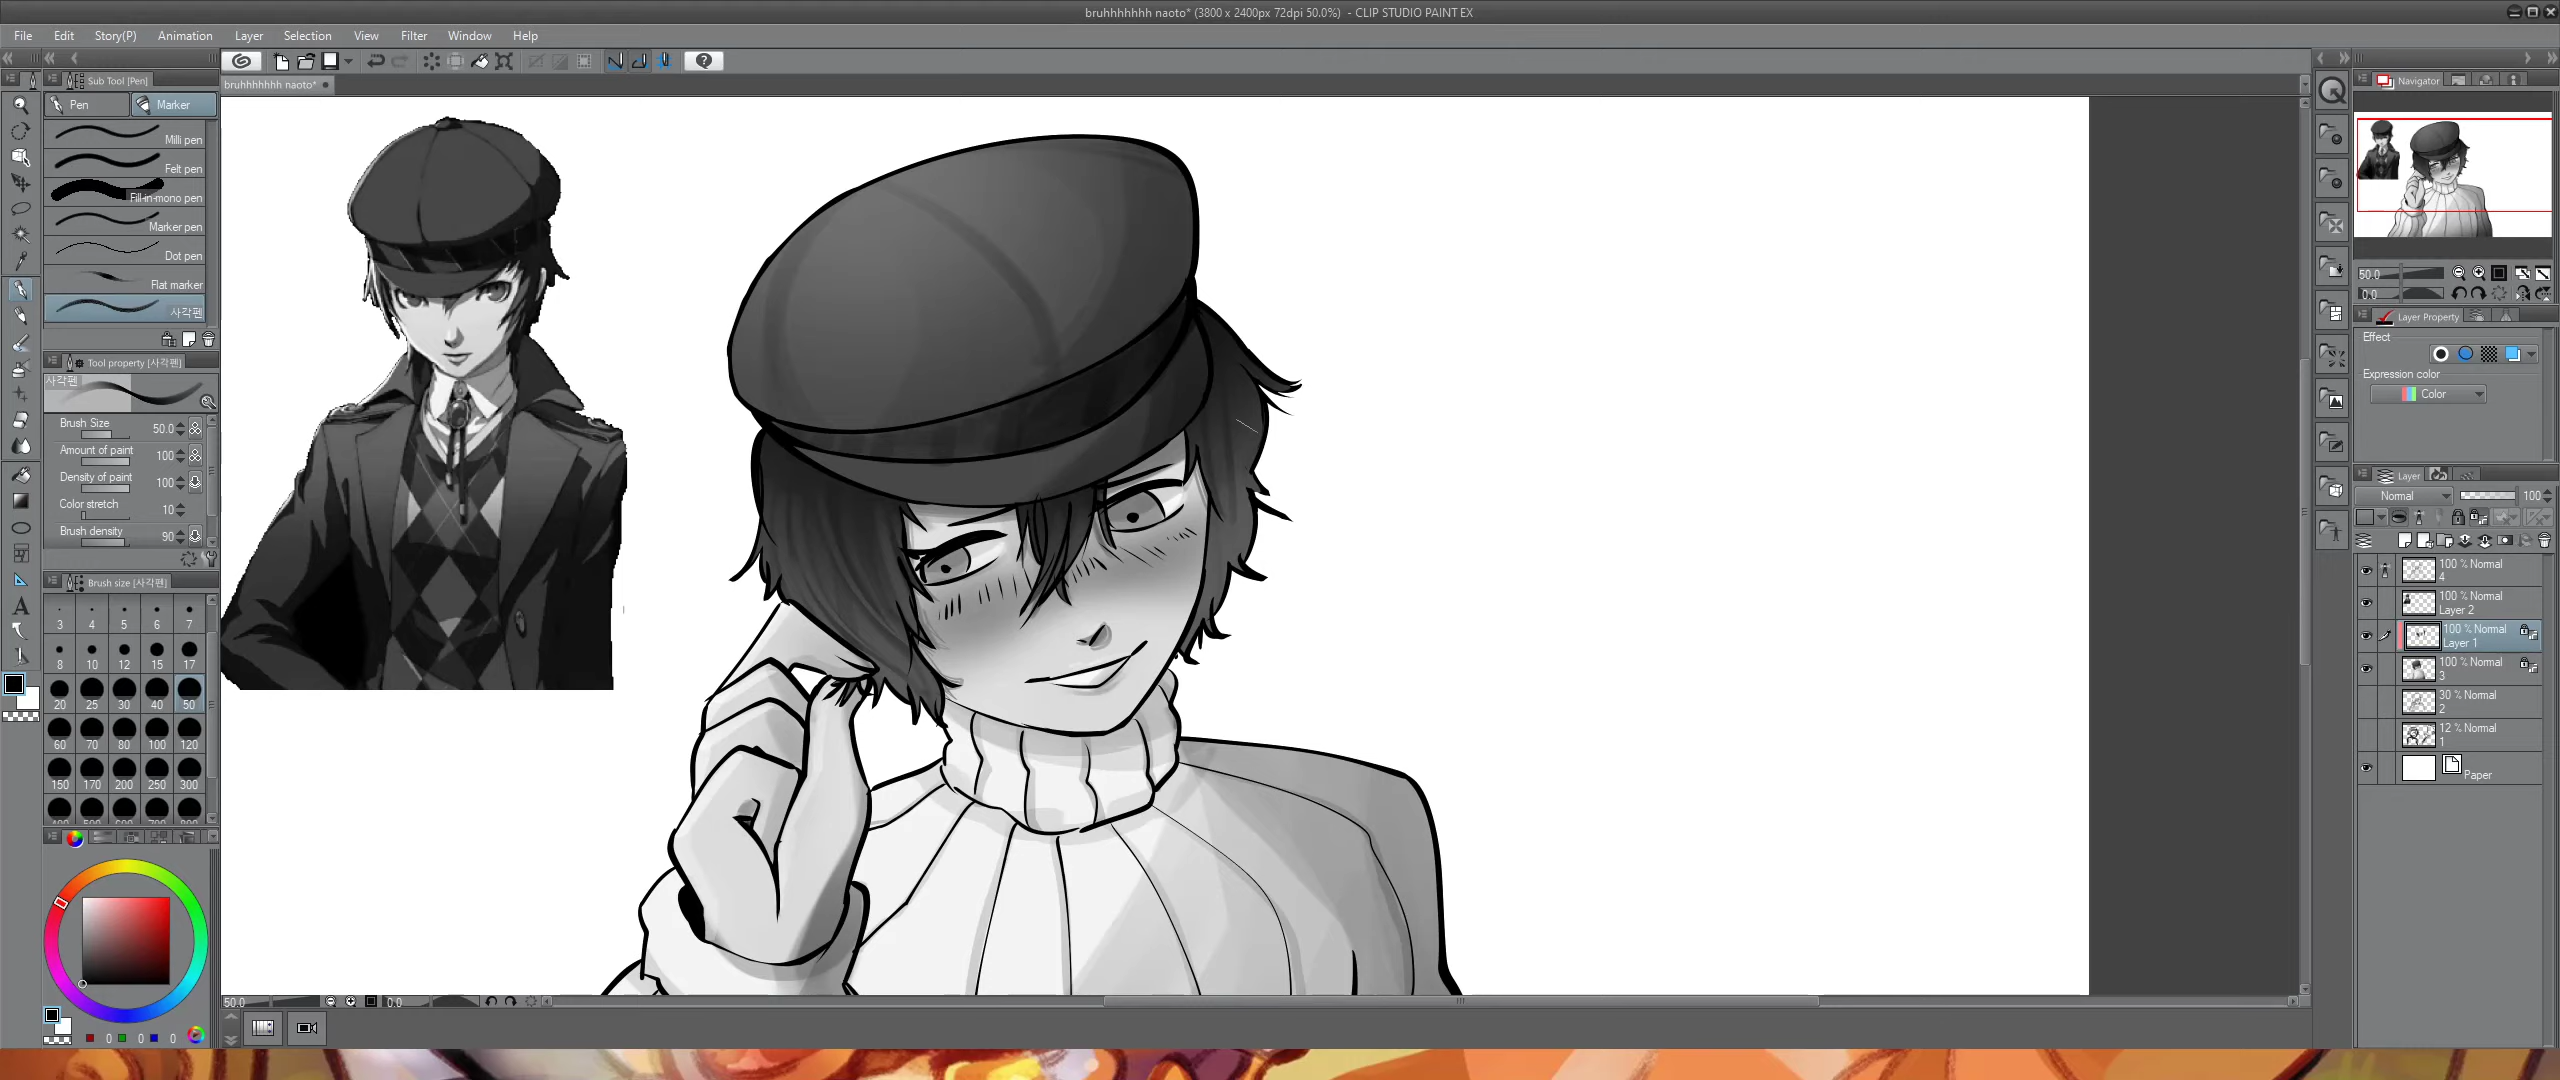 bruhhhhhhh naoto* (3800 x 2400px 72dpi 50.0%) - CLIP STUDIO PAINT EX
File Edit Story(P) Animation Layer Selection View Filter Window Help
Sub Tool [Pen]
bruhhhhhhh naoto*
Navigator
Pen Marker
Milli pen
Felt pen
Fill-in-mono pen
Marker pen
Dot pen
Flat marker
사각펜
Tool property [사각펜]
사각펜
Brush Size 50.0
Amount of paint 100
Density of paint 100
Color stretch 10
Brush density 90
Brush size [사각펜]
3 4 5 6 7
8 10 12 15 17
20 25 30 40 50
60 70 80 100 120
150 170 200 250 300
0 0 0
50.0 0.0
50.0
0.0
Layer Property
Effect
Expression color
Color
Layer
Normal 100
100 % Normal
4
100 % Normal
Layer 2
100 % Normal
Layer 1
100 % Normal
3
30 % Normal
2
12 % Normal
1
Paper